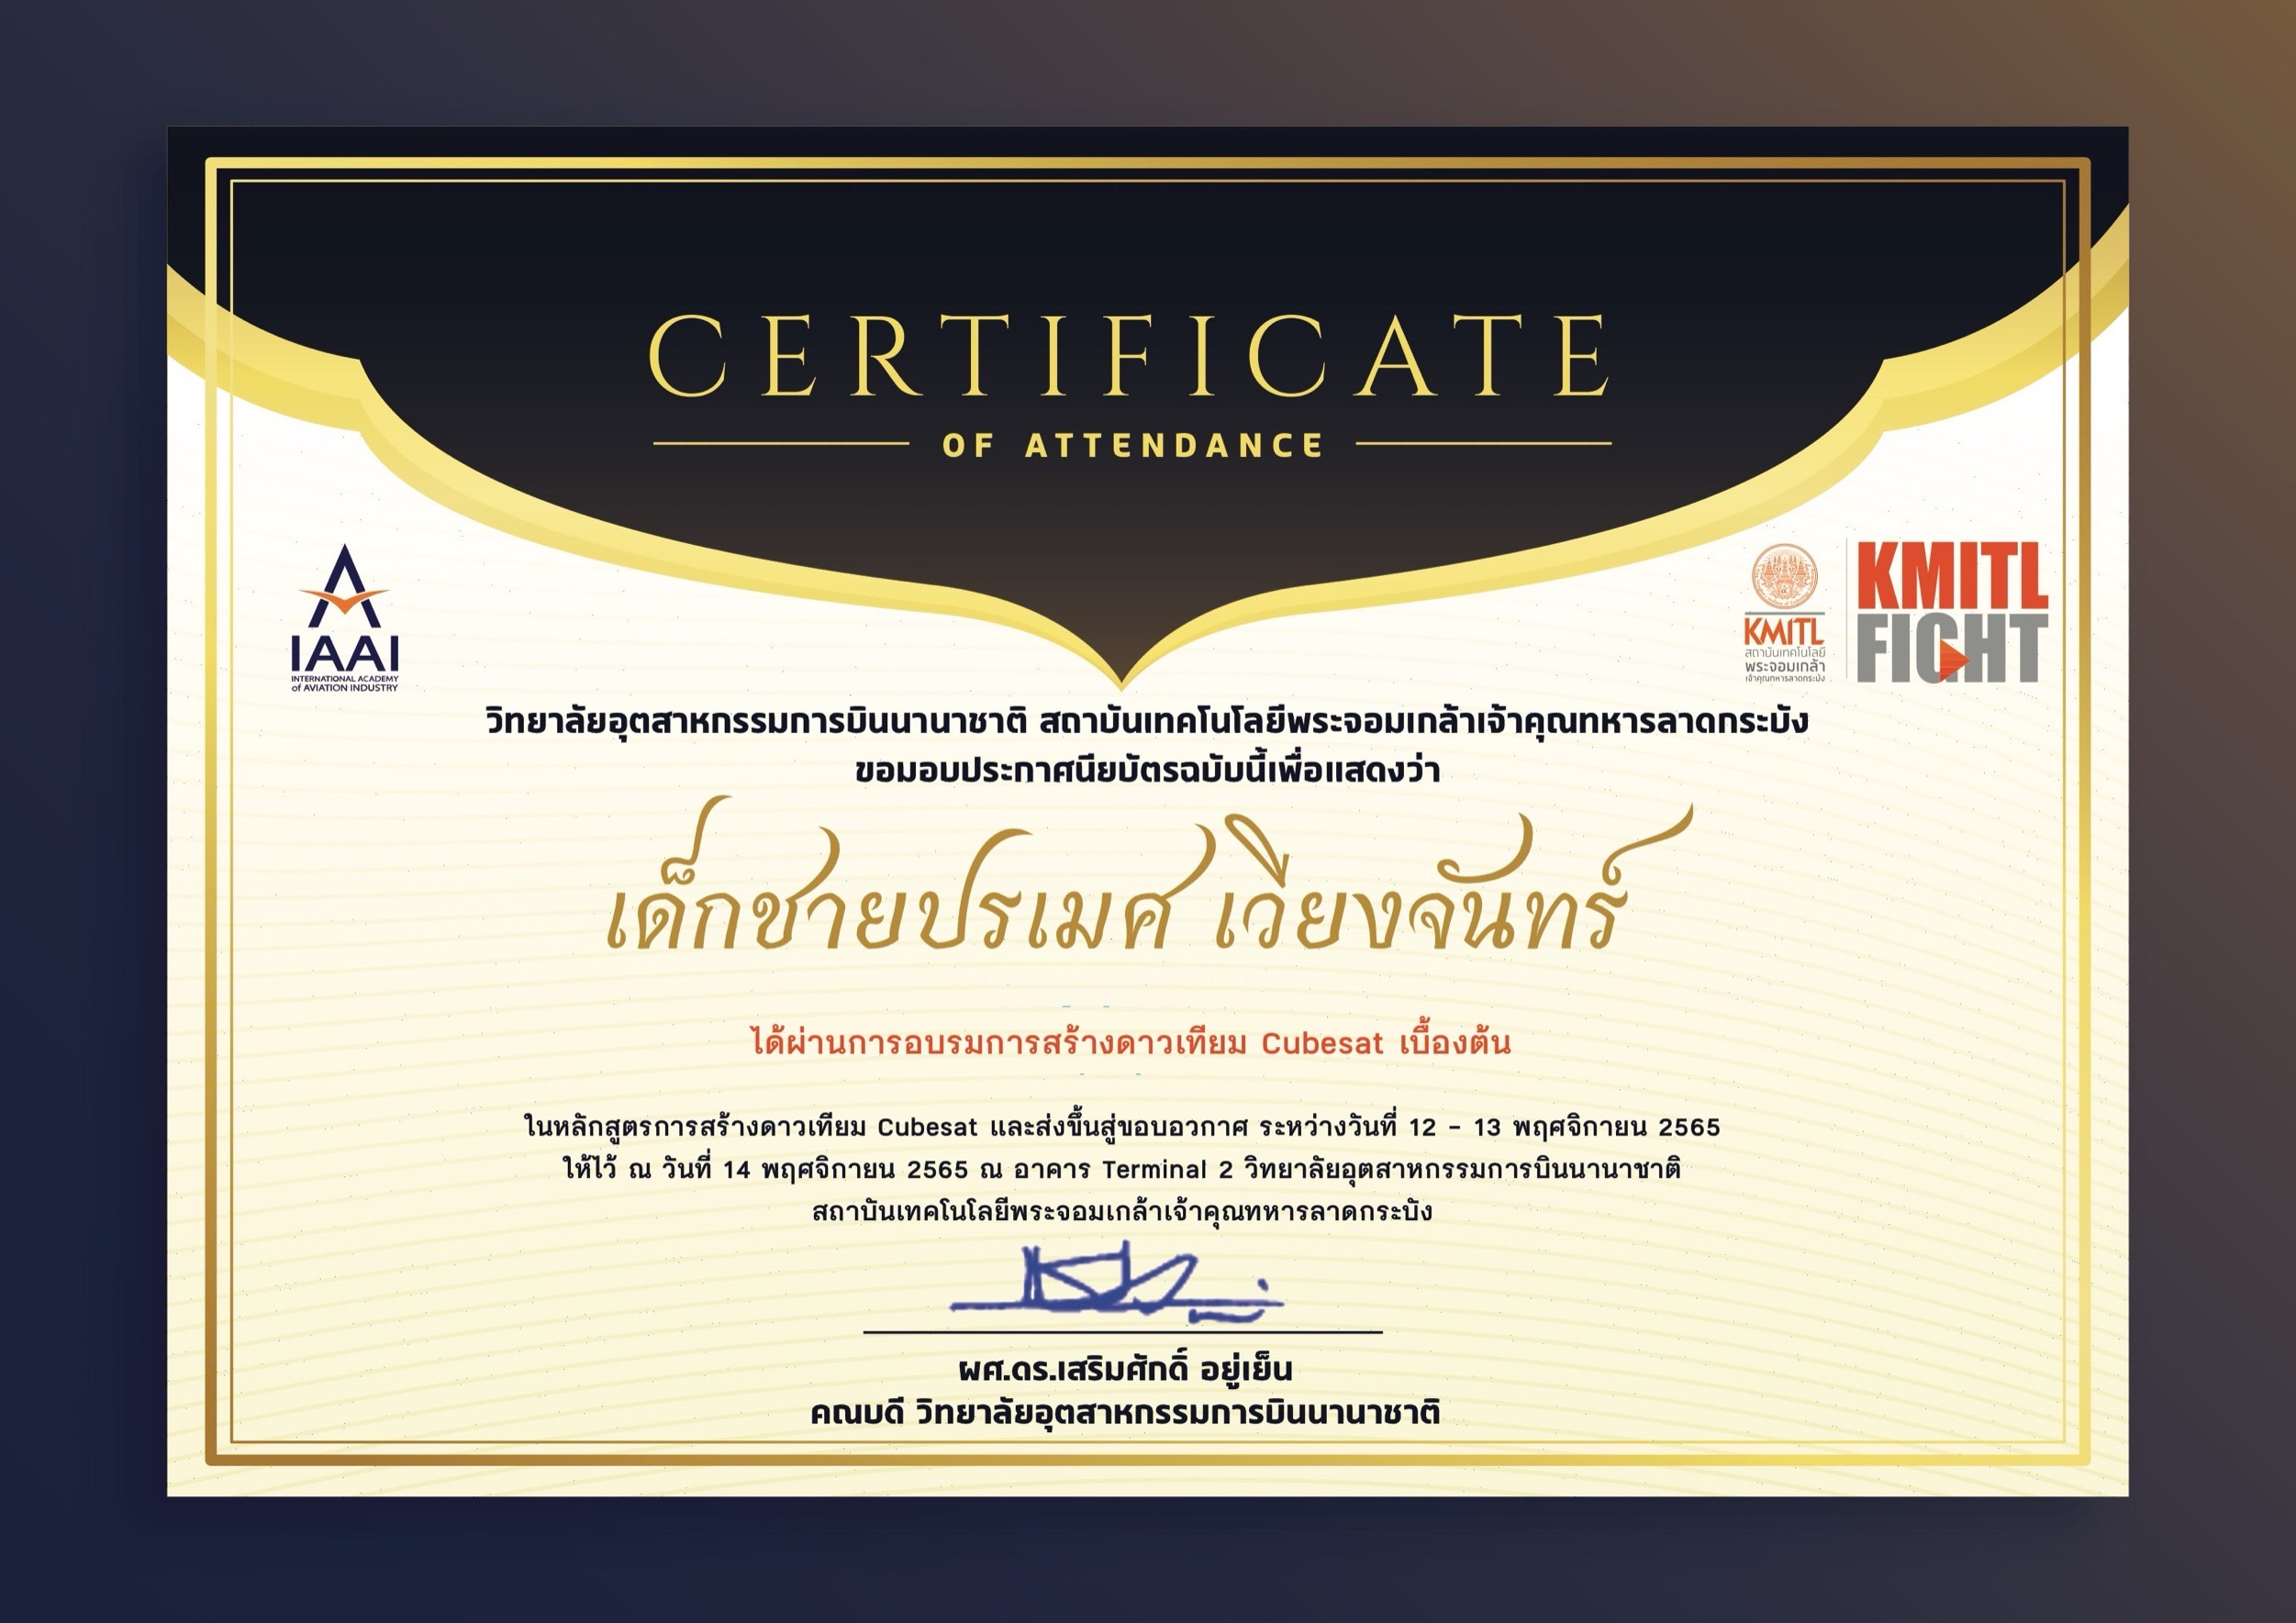 CERTIFICATE
OF ATTENDANCE
IAAI
INTERNATIONAL ACADEMY
of AVIATION INDUSTRY
KMITL
สถาบันเทคโนโลยี
พระจอมเกล้า
เจ้าคุณทหารลาดกระบัง
KMITL
FIGHT
วิทยาลัยอุตสาหกรรมการบินนานาชาติ สถาบันเทคโนโลยีพระจอมเกล้าเจ้าคุณทหารลาดกระบัง
ขอมอบประกาศนียบัตรฉบับนี้เพื่อแสดงว่า
เด็กชายปรเมศ เวียงจันทร์
ได้ผ่านการอบรมการสร้างดาวเทียม Cubesat เบื้องต้น
ในหลักสูตรการสร้างดาวเทียม Cubesat และส่งขึ้นสู่ขอบอวกาศ ระหว่างวันที่ 12 - 13 พฤศจิกายน 2565
ให้ไว้ ณ วันที่ 14 พฤศจิกายน 2565 ณ อาคาร Terminal 2 วิทยาลัยอุตสาหกรรมการบินนานาชาติ
สถาบันเทคโนโลยีพระจอมเกล้าเจ้าคุณทหารลาดกระบัง
ผศ.ดร.เสริมศักดิ์ อยู่เย็น
คณบดี วิทยาลัยอุตสาหกรรมการบินนานาชาติ